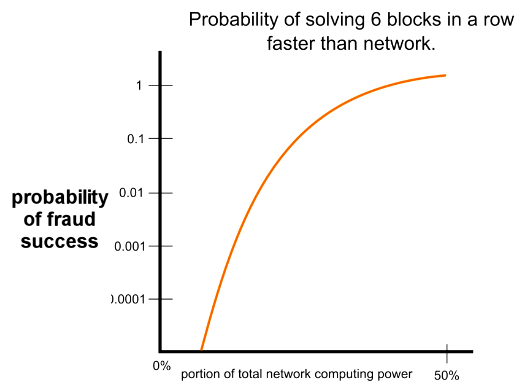 Probability of solving 6 blocks in a row
faster than network.
1
0.1
0.01
0.001
0.0001
probability
of fraud
success
0%
portion of total network computing power
50%